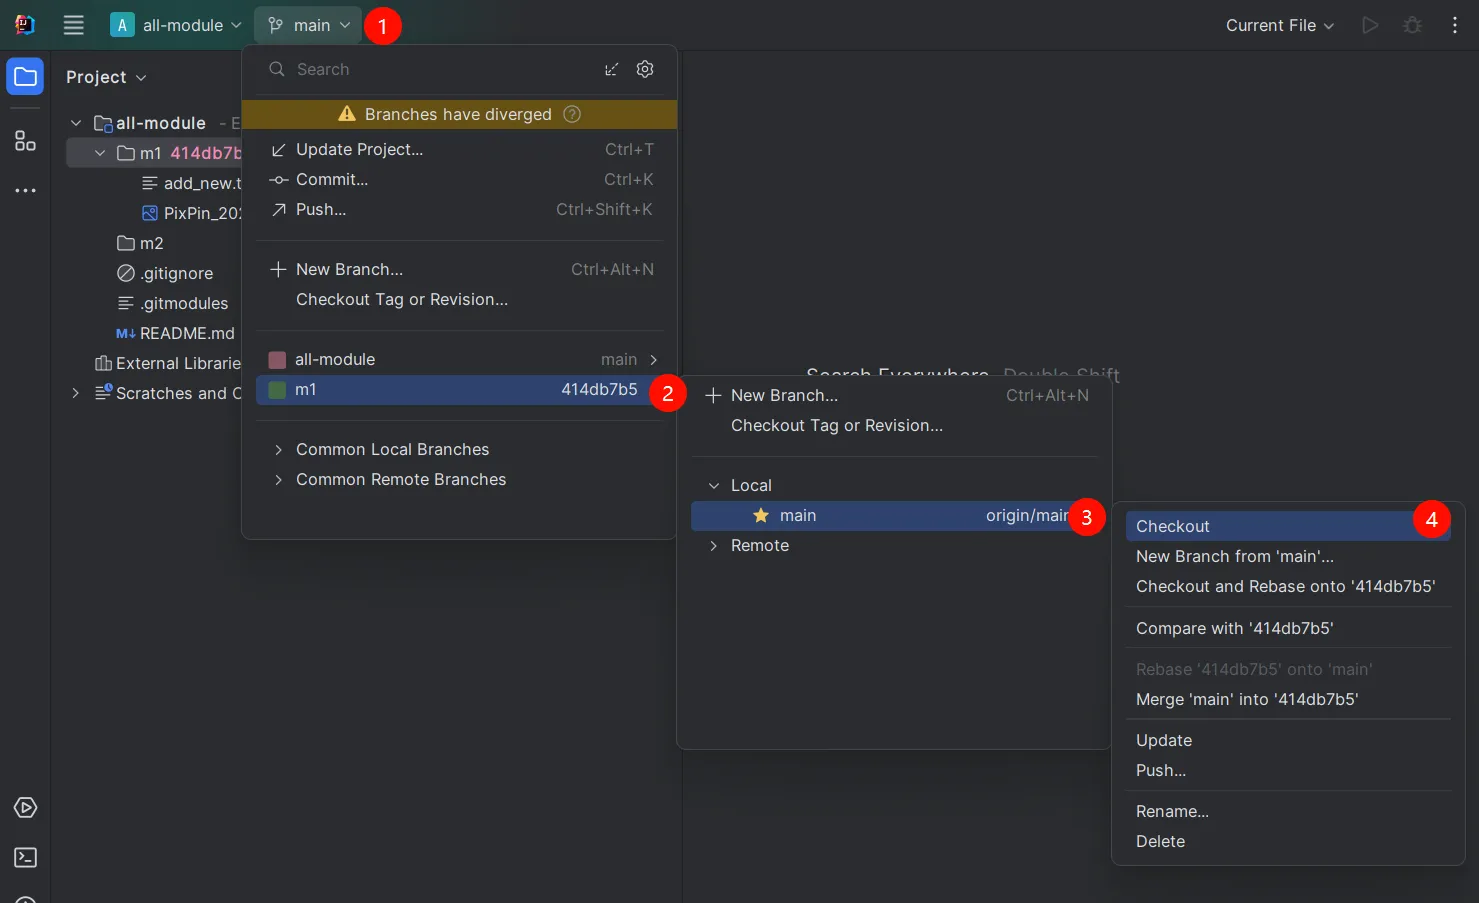 A all-module main 1 Current File
Project
all-module - E
m1 414db7b
add_new.t
PixPin_202
m2
.gitignore
.gitmodules
M↓ README.md
External Librarie
Scratches and C
Search
Branches have diverged ?
Update Project... Ctrl+T
Commit... Ctrl+K
Push... Ctrl+Shift+K
New Branch... Ctrl+Alt+N
Checkout Tag or Revision...
all-module main
m1 414db7b5 2
Common Local Branches
Common Remote Branches
Search Everywhere Double Shift
New Branch... Ctrl+Alt+N
Checkout Tag or Revision...
Local
main origin/main 3
Remote
Checkout 4
New Branch from 'main'...
Checkout and Rebase onto '414db7b5'
Compare with '414db7b5'
Rebase '414db7b5' onto 'main'
Merge 'main' into '414db7b5'
Update
Push...
Rename...
Delete